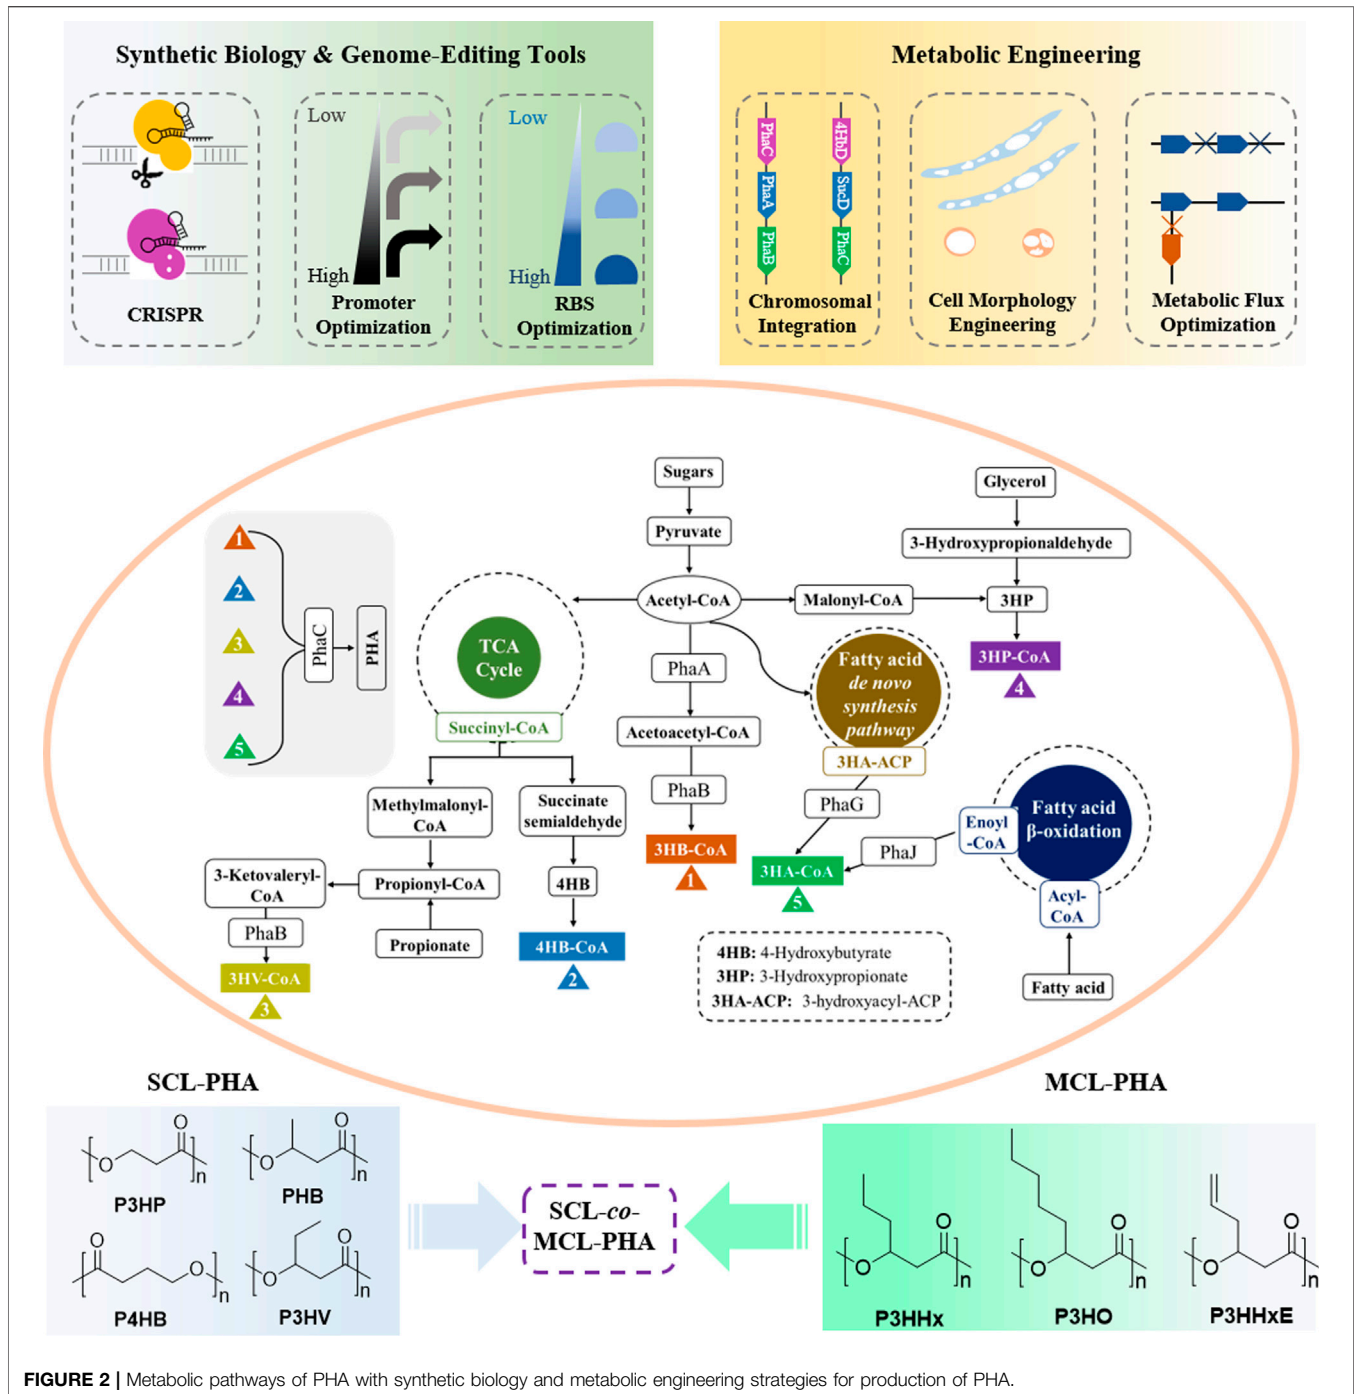 Synthetic Biology & Genome-Editing Tools
CRISPR
Low
High
Promoter
Optimization
Low
High
RBS
Optimization
Metabolic Engineering
PhaC
PhaA
PhaB
4HbD
SucD
PhaC
Chromosomal
Integration
Cell Morphology
Engineering
Metabolic Flux
Optimization
1
2
3
4
5
PhaC
PHA
Sugars
Pyruvate
Acetyl-CoA
Malonyl-CoA
Glycerol
3-Hydroxypropionaldehyde
3HP
3HP-CoA
4
TCA
Cycle
Succinyl-CoA
Methylmalonyl-
CoA
Succinate
semialdehyde
3-Ketovaleryl-
CoA
Propionyl-CoA
4HB
PhaB
Propionate
4HB-CoA
2
3HV-CoA
3
PhaA
Acetoacetyl-CoA
PhaB
3HB-CoA
1
Fatty acid
de novo
synthesis
pathway
3HA-ACP
PhaG
3HA-CoA
5
PhaJ
Enoyl
-CoA
Fatty acid
β-oxidation
Acyl-
CoA
Fatty acid
4HB: 4-Hydroxybutyrate
3HP: 3-Hydroxypropionate
3HA-ACP: 3-hydroxyacyl-ACP
SCL-PHA
MCL-PHA
O
O
n
P3HP
O
O
n
PHB
O
O
n
P4HB
O
O
n
P3HV
SCL-co-
MCL-PHA
O
O
n
P3HHx
O
O
n
P3HO
O
O
n
P3HHxE
FIGURE 2 | Metabolic pathways of PHA with synthetic biology and metabolic engineering strategies for production of PHA.